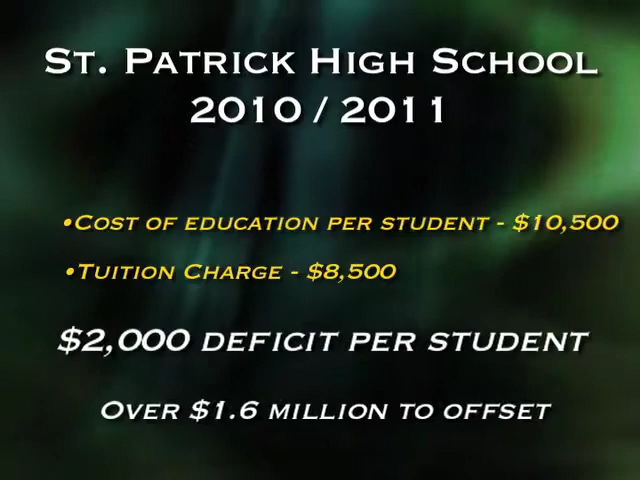 St. Patrick High School
2010 / 2011
•Cost of education per student - $10,500
•Tuition Charge - $8,500
$2,000 deficit per student
Over $1.6 million to offset